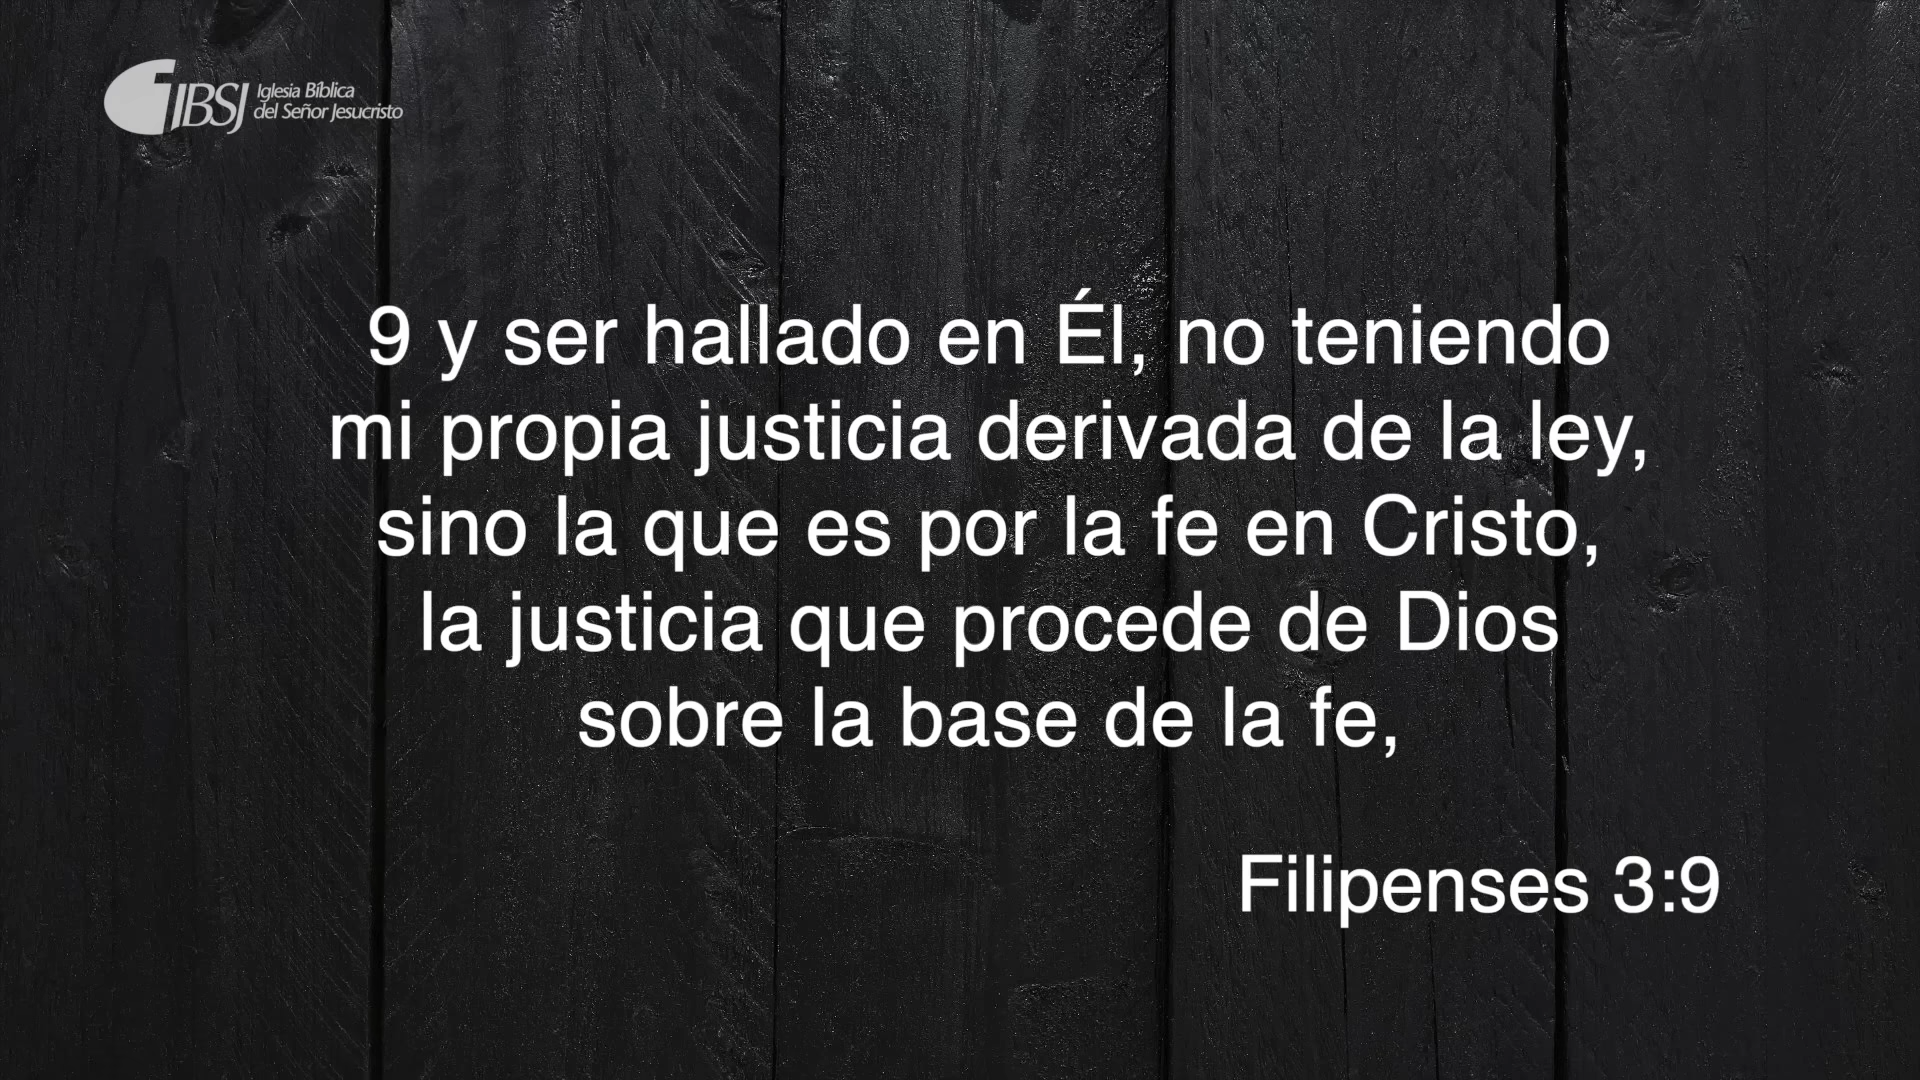 IBSJ
Iglesia Bíblica
del Señor Jesucristo
9 y ser hallado en Él, no teniendo
mi propia justicia derivada de la ley,
sino la que es por la fe en Cristo,
la justicia que procede de Dios
sobre la base de la fe,
Filipenses 3:9